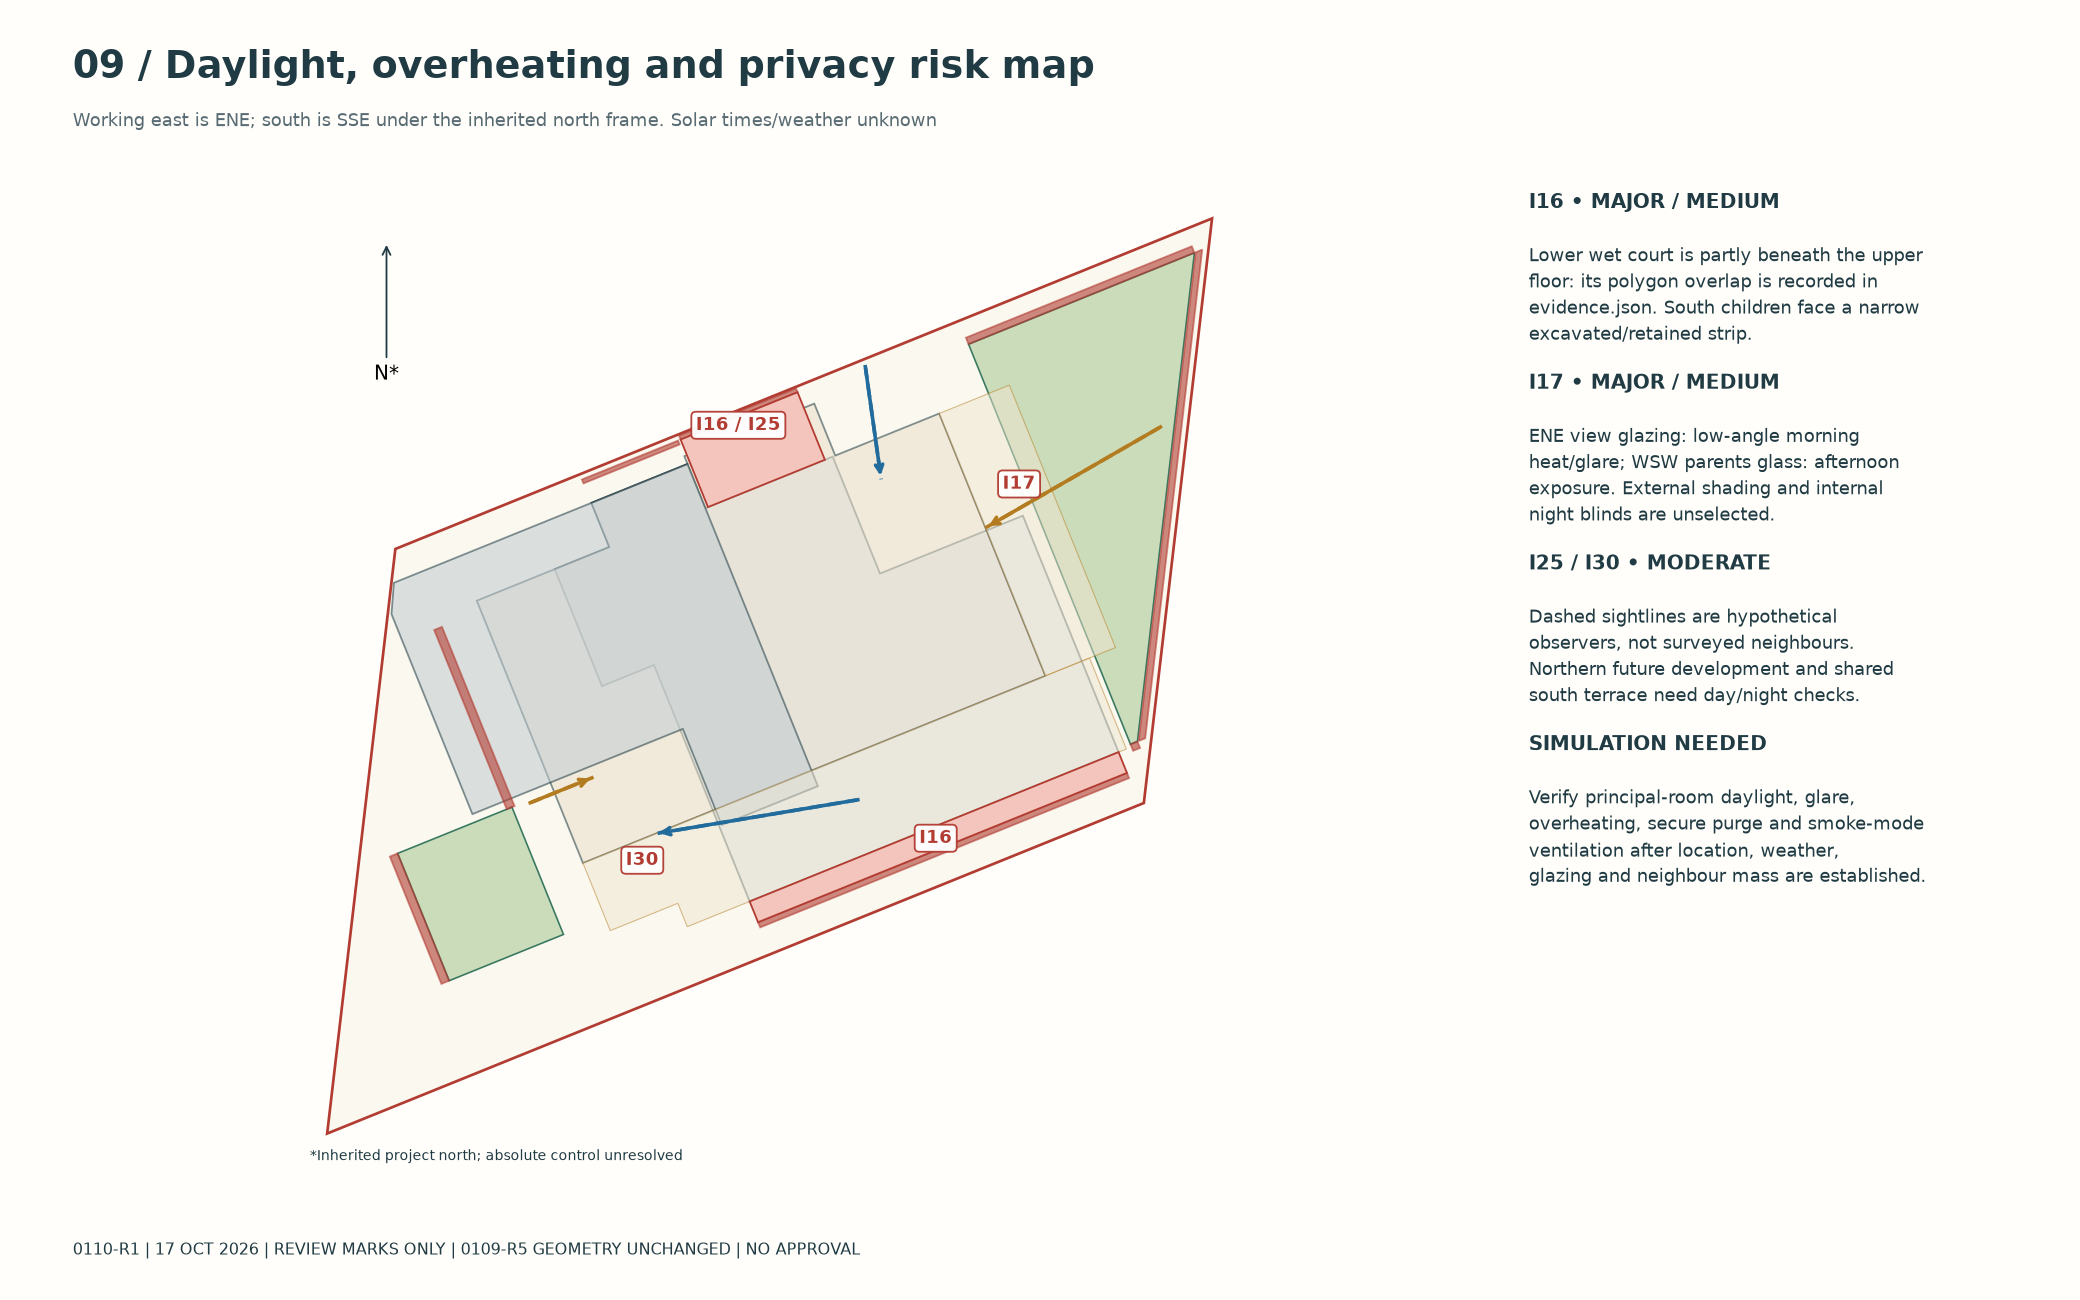 09 / Daylight, overheating and privacy risk map
Working east is ENE; south is SSE under the inherited north frame. Solar times/weather unknown
N*
I16 / I25
I17
I16
I30
*Inherited project north; absolute control unresolved
I16 • MAJOR / MEDIUM
Lower wet court is partly beneath the upper
floor: its polygon overlap is recorded in
evidence.json. South children face a narrow
excavated/retained strip.
I17 • MAJOR / MEDIUM
ENE view glazing: low-angle morning
heat/glare; WSW parents glass: afternoon
exposure. External shading and internal
night blinds are unselected.
I25 / I30 • MODERATE
Dashed sightlines are hypothetical
observers, not surveyed neighbours.
Northern future development and shared
south terrace need day/night checks.
SIMULATION NEEDED
Verify principal-room daylight, glare,
overheating, secure purge and smoke-mode
ventilation after location, weather,
glazing and neighbour mass are established.
0110-R1 | 17 OCT 2026 | REVIEW MARKS ONLY | 0109-R5 GEOMETRY UNCHANGED | NO APPROVAL